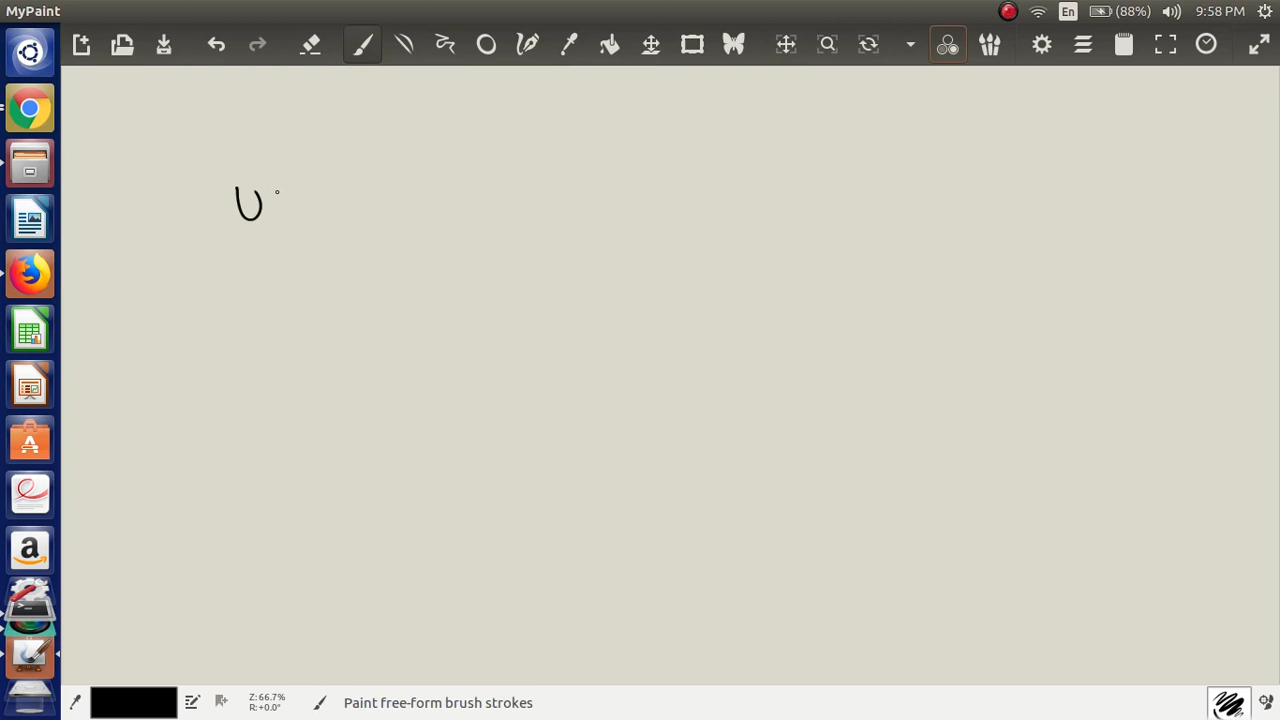 MyPaint
En
(88%)
9:58 PM
U
Z:66.7%
R:+0.0°
Paint free-form brush strokes